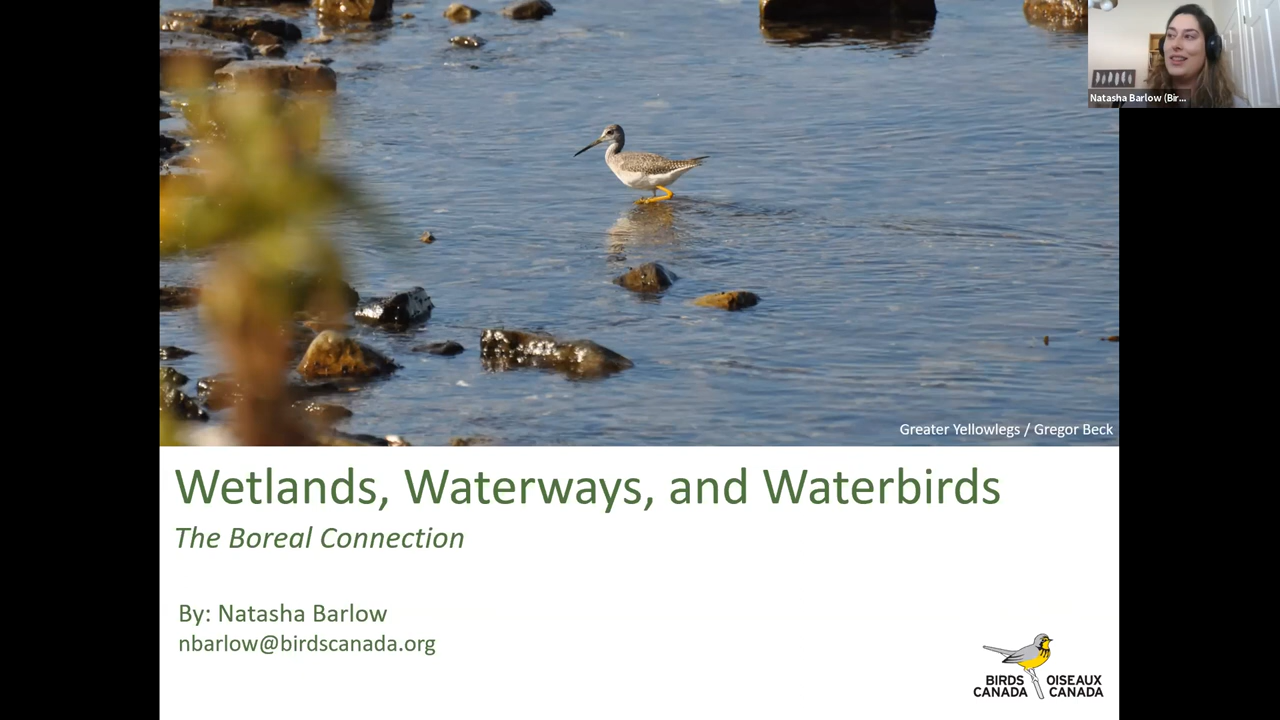 Natasha Barlow (Bir...
Greater Yellowlegs / Gregor Beck
Wetlands, Waterways, and Waterbirds
The Boreal Connection
By: Natasha Barlow
nbarlow@birdscanada.org
BIRDS CANADA
OISEAUX CANADA